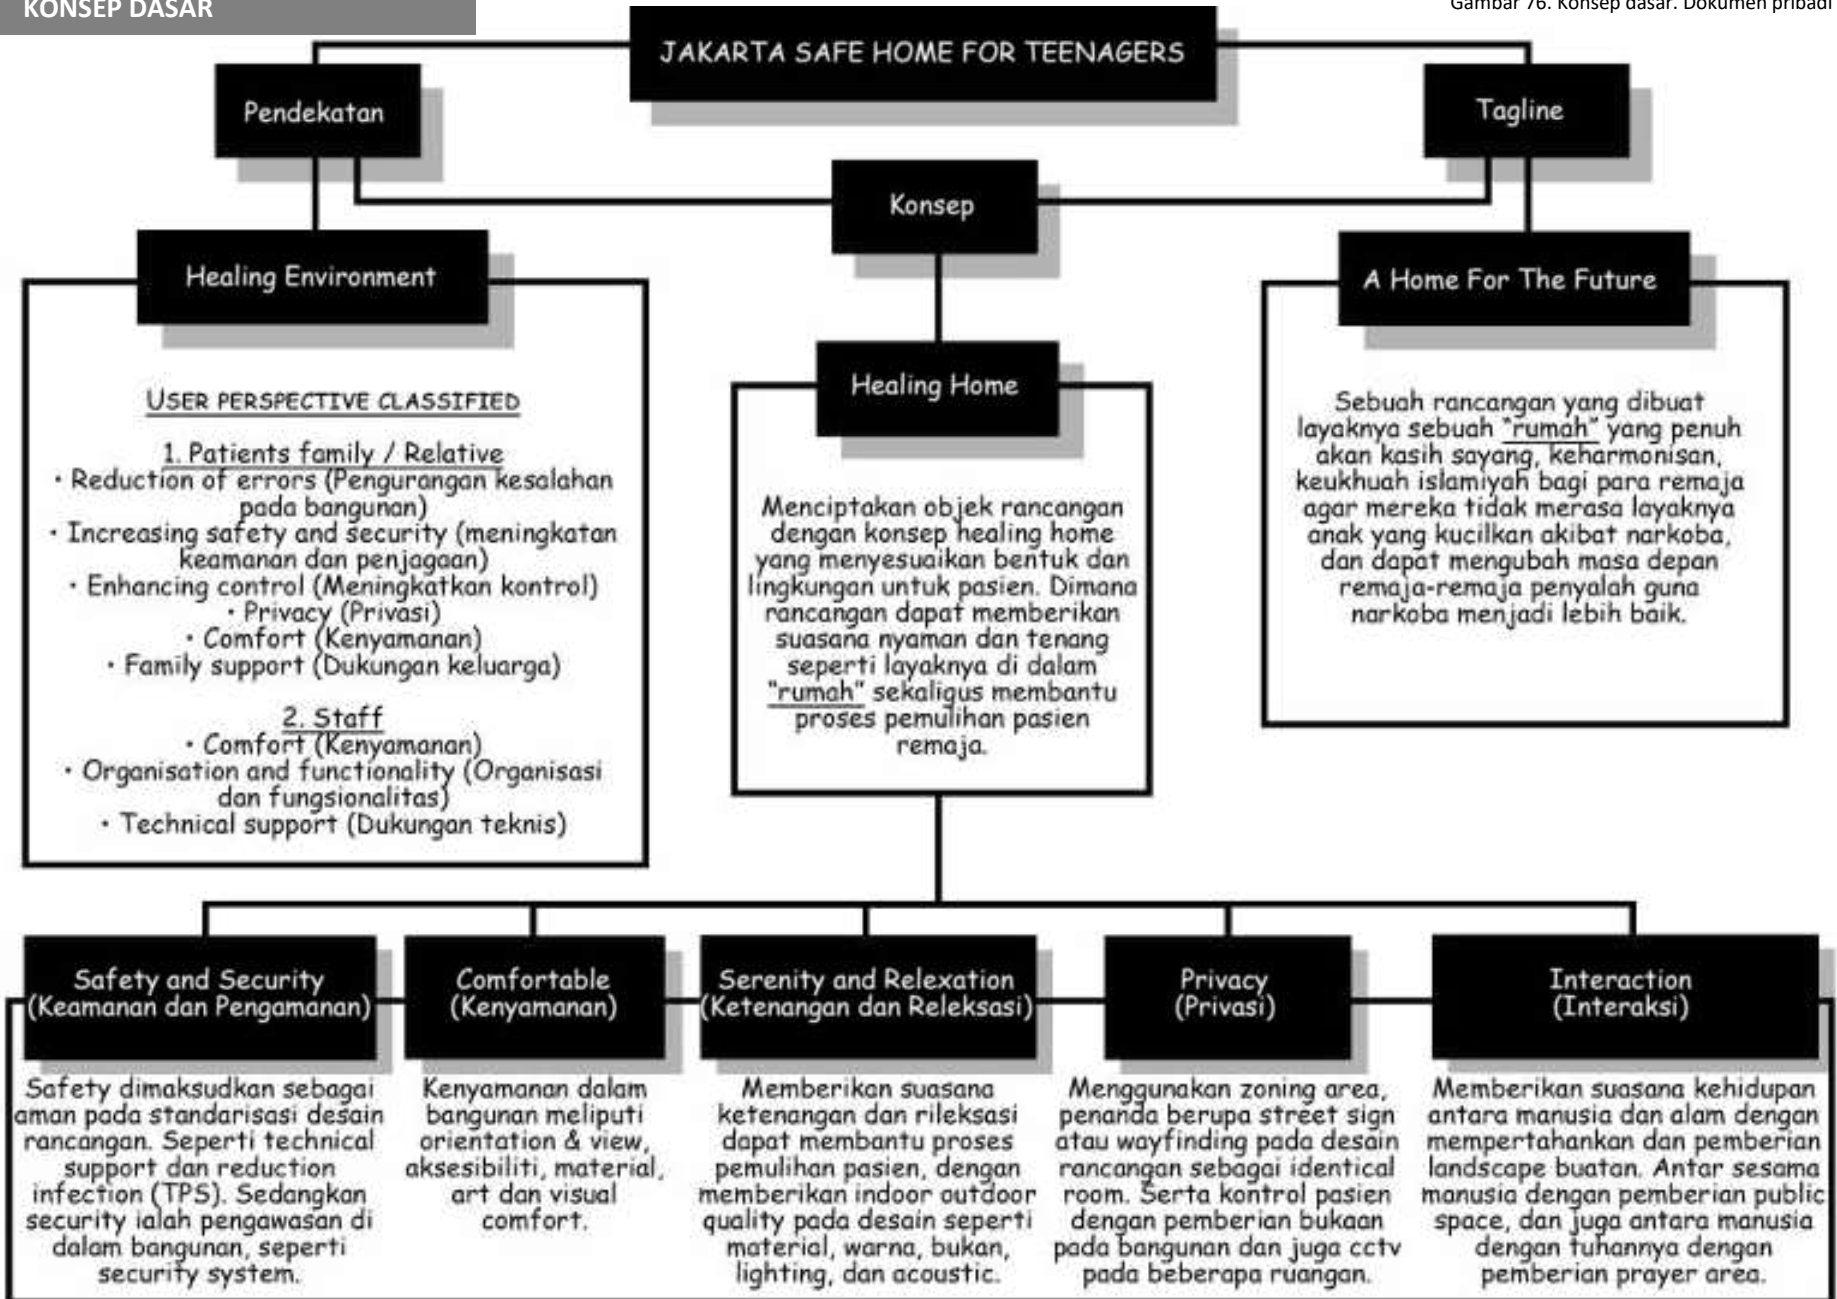 KONSEP DASAR
Gambar 76. Konsep dasar. Dokumen pribadi
JAKARTA SAFE HOME FOR TEENAGERS
Pendekatan
Tagline
Konsep
Healing Environment
USER PERSPECTIVE CLASSIFIED
1. Patients family / Relative
• Reduction of errors (Pengurangan kesalahan
pada bangunan)
• Increasing safety and security (meningkatan
keamanan dan penjagaan)
• Enhancing control (Meningkatkan kontrol)
• Privacy (Privasi)
• Comfort (Kenyamanan)
• Family support (Dukungan keluarga)
2. Staff
• Comfort (Kenyamanan)
• Organisation and functionality (Organisasi
dan fungsionalitas)
• Technical support (Dukungan teknis)
Healing Home
Menciptakan objek rancangan
dengan konsep healing home
yang menyesuaikan bentuk dan
lingkungan untuk pasien. Dimana
rancangan dapat memberikan
suasana nyaman dan tenang
seperti layaknya di dalam
"rumah" sekaligus membantu
proses pemulihan pasien
remaja.
A Home For The Future
Sebuah rancangan yang dibuat
layaknya sebuah "rumah" yang penuh
akan kasih sayang, keharmonisan,
keukhuah islamiyah bagi para remaja
agar mereka tidak merasa layaknya
anak yang kucilkan akibat narkoba,
dan dapat mengubah masa depan
remaja-remaja penyalah guna
narkoba menjadi lebih baik.
Safety and Security
(Keamanan dan Pengamanan)
Safety dimaksudkan sebagai
aman pada standarisasi desain
rancangan. Seperti technical
support dan reduction
infection (TPS). Sedangkan
security ialah pengawasan di
dalam bangunan, seperti
security system.
Comfortable
(Kenyamanan)
Kenyamanan dalam
bangunan meliputi
orientation & view,
aksesibiliti, material,
art dan visual
comfort.
Serenity and Relexation
(Ketenangan dan Releksasi)
Memberikan suasana
ketenangan dan rileksasi
dapat membantu proses
pemulihan pasien, dengan
memberikan indoor outdoor
quality pada desain seperti
material, warna, bukan,
lighting, dan acoustic.
Privacy
(Privasi)
Menggunakan zoning area,
penanda berupa street sign
atau wayfinding pada desain
rancangan sebagai identical
room. Serta kontrol pasien
dengan pemberian bukaan
pada bangunan dan juga cctv
pada beberapa ruangan.
Interaction
(Interaksi)
Memberikan suasana kehidupan
antara manusia dan alam dengan
mempertahankan dan pemberian
landscape buatan. Antar sesama
manusia dengan pemberian public
space, dan juga antara manusia
dengan tuhannya dengan
pemberian prayer area.